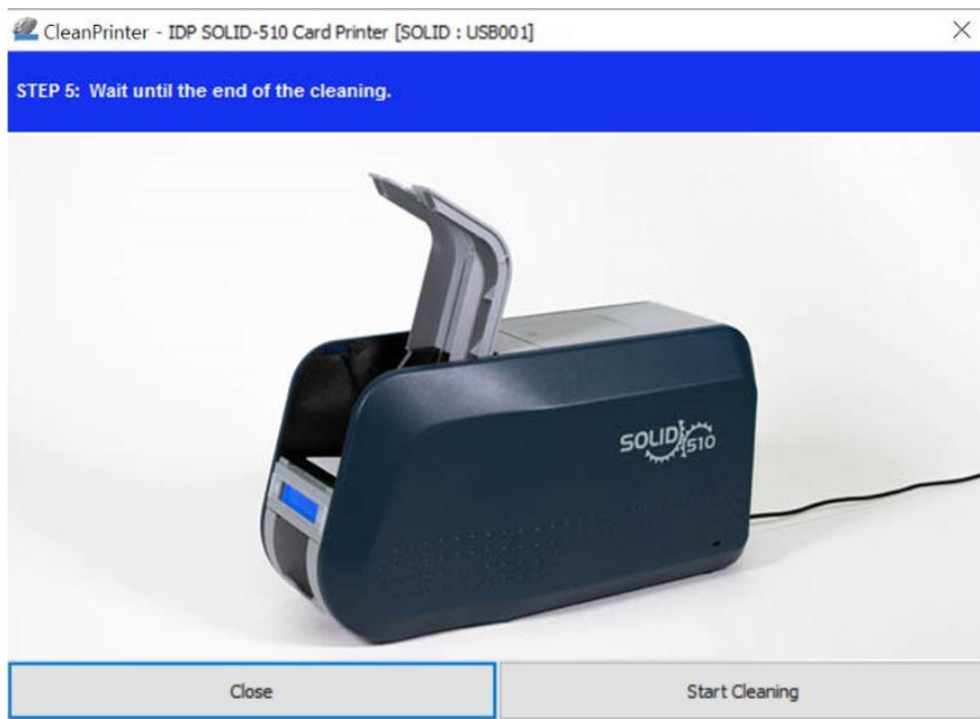 CleanPrinter - IDP SOLID-510 Card Printer [SOLID : USB001]
STEP 5: Wait until the end of the cleaning.
SOLID 510
Close
Start Cleaning